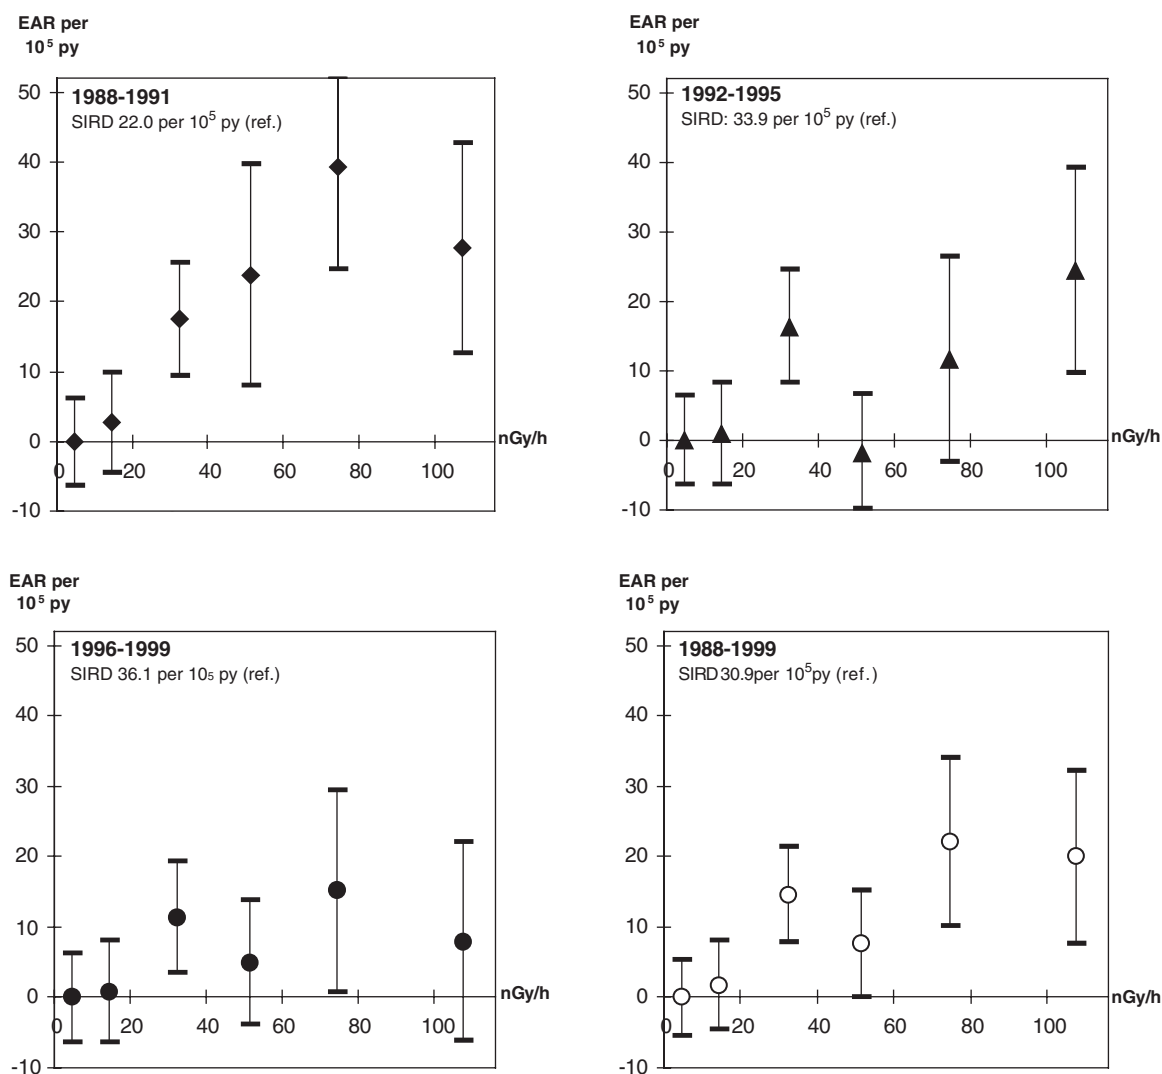 EAR per
10⁵ py
50
1988-1991
SIRD 22.0 per 10⁵ py (ref.)
40
30
20
10
0
nGy/h
0 20 40 60 80 100
-10
EAR per
10⁵ py
50
1992-1995
SIRD: 33.9 per 10⁵ py (ref.)
40
30
20
10
0
nGy/h
0 20 40 60 80 100
-10
EAR per
10⁵ py
50
1996-1999
SIRD 36.1 per 10₅ py (ref.)
40
30
20
10
0
nGy/h
0 20 40 60 80 100
-10
EAR per
10⁵ py
50
1988-1999
SIRD30.9per 10⁵py (ref.)
40
30
20
10
0
nGy/h
0 20 40 60 80 100
-10